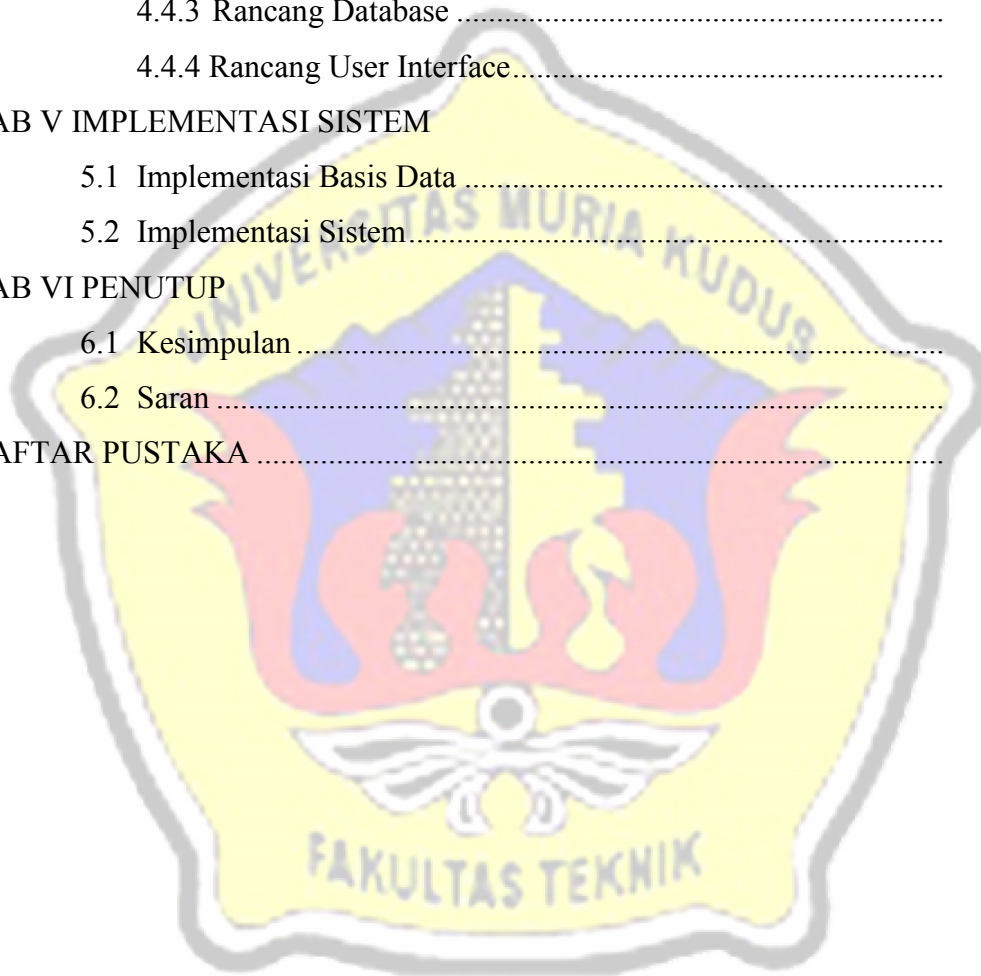 4.4.3 Rancang Database ................................................................
4.4.4 Rancang User Interface.........................................................
AB V IMPLEMENTASI SISTEM
5.1 Implementasi Basis Data ................................................................
5.2 Implementasi Sistem.......................................................................
AB VI PENUTUP
6.1 Kesimpulan .....................................................................................
6.2 Saran ...............................................................................................
AFTAR PUSTAKA ..........................................................................................
UNIVERSITAS MURIA KUDUS
FAKULTAS TEKNIK